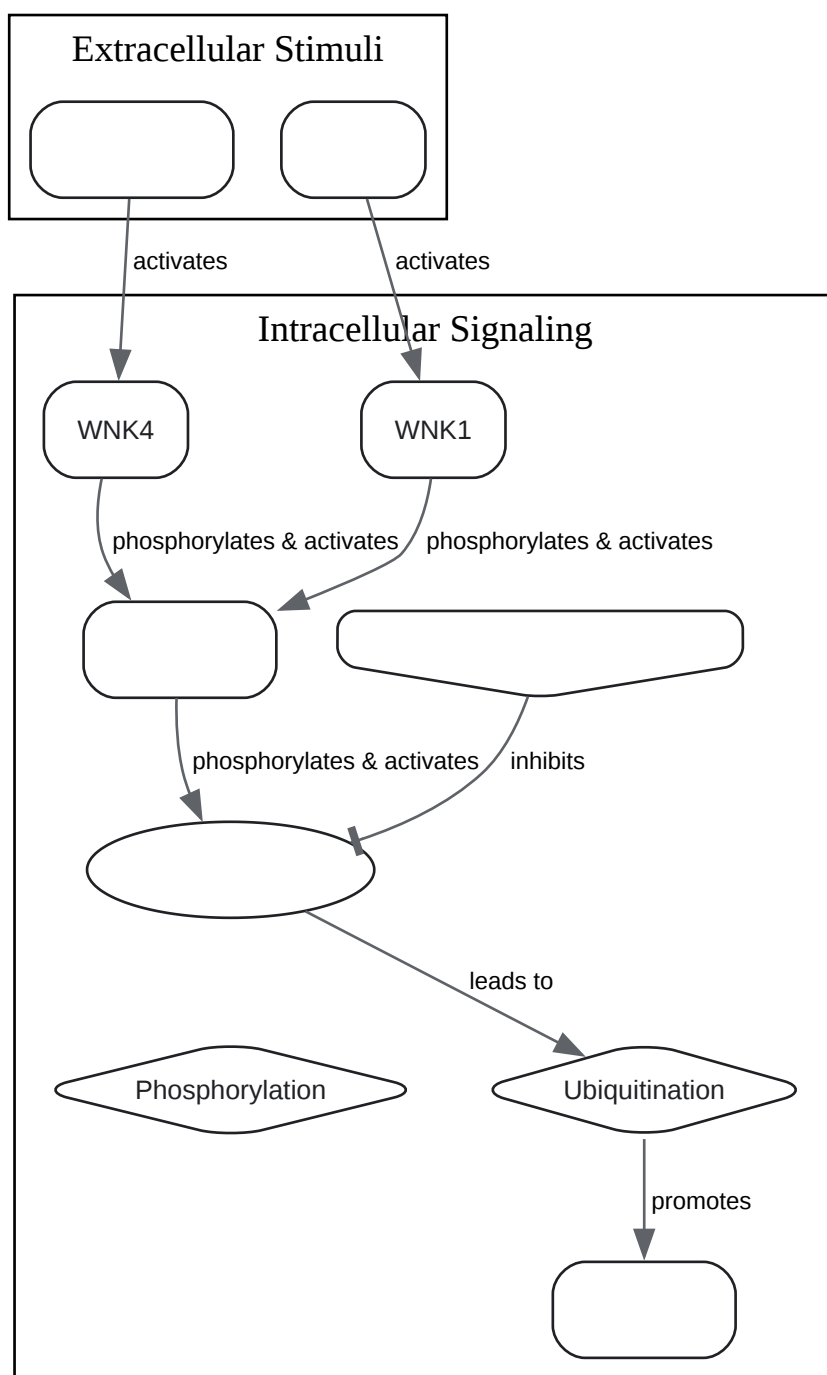 Extracellular Stimuli
activates
activates
Intracellular Signaling
WNK4
WNK1
phosphorylates & activates
phosphorylates & activates
phosphorylates & activates
inhibits
leads to
Phosphorylation
Ubiquitination
promotes